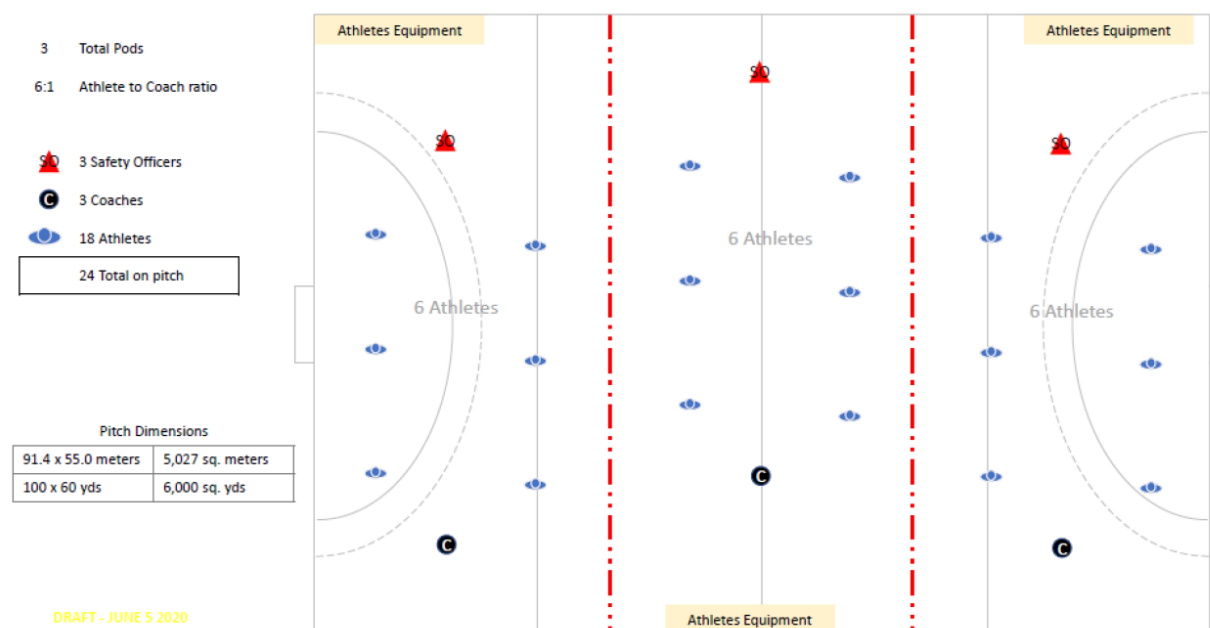 3 Total Pods
6:1 Athlete to Coach ratio
SO 3 Safety Officers
C 3 Coaches
18 Athletes
24 Total on pitch
Pitch Dimensions
91.4 x 55.0 meters 5,027 sq. meters
100 x 60 yds 6,000 sq. yds
DRAFT - JUNE 5 2020
Athletes Equipment
Athletes Equipment
SO
SO
SO
6 Athletes
6 Athletes
6 Athletes
C
C
C
Athletes Equipment